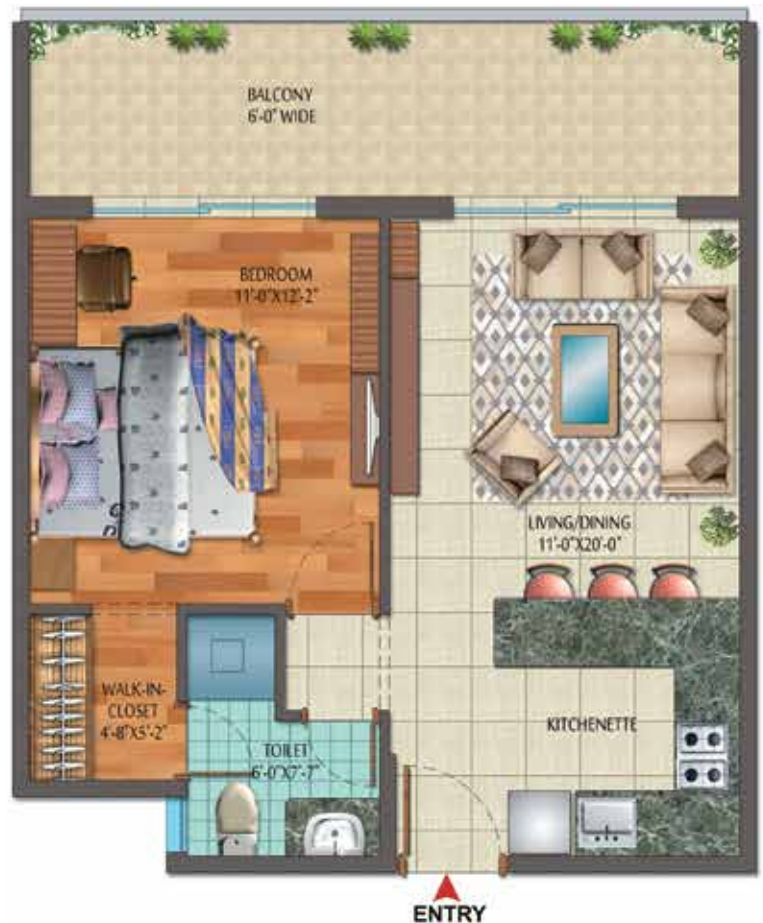 BALCONY
6'-0" WIDE
BEDROOM
11'-0"X12'-2"
LIVING/DINING
11'-0"X20'-0"
WALK-IN-
CLOSET
4'-8"X5'-2"
TOILET
6'-0"X7'-7"
KITCHENETTE
ENTRY